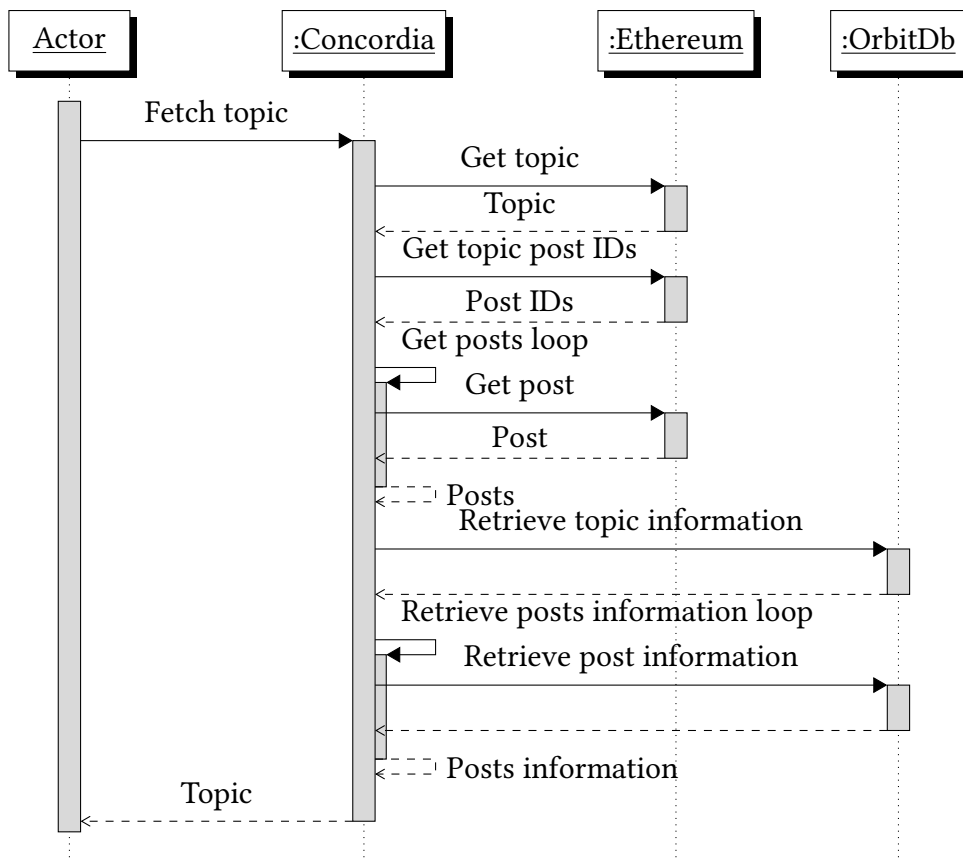 Actor
:Concordia
:Ethereum
:OrbitDb
Fetch topic
Get topic
Topic
Get topic post IDs
Post IDs
Get posts loop
Get post
Post
Posts
Retrieve topic information
Retrieve posts information loop
Retrieve post information
Posts information
Topic